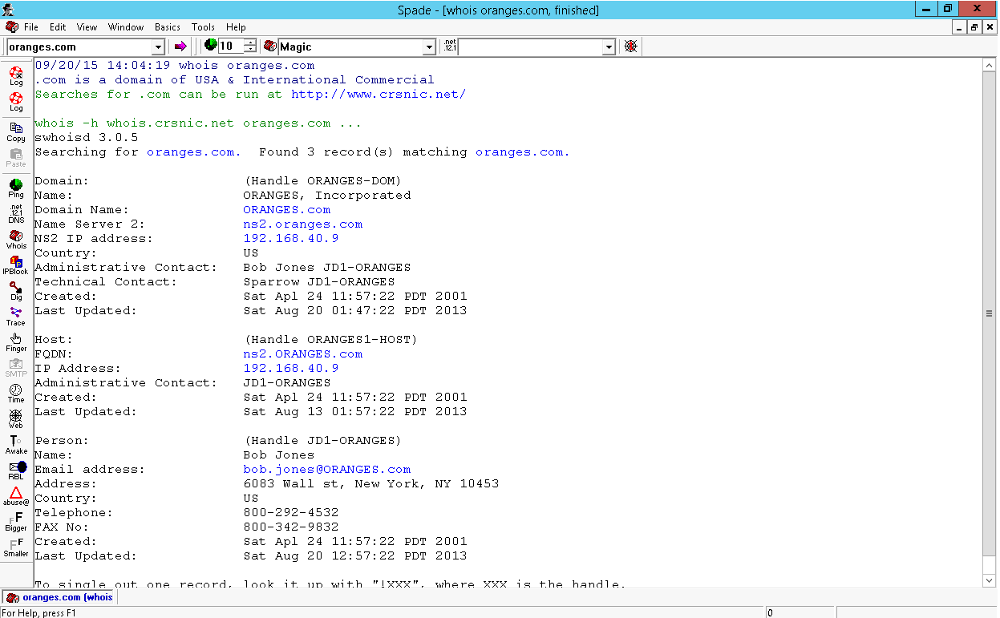 Spade - [whois oranges.com, finished]
File Edit View Window Basics Tools Help
oranges.com 10 Magic .net 12.1
Log
Log
Copy
Paste
Ping
.net 12.1 DNS
Whois
IPBlock
Dig
Trace
Finger
SMTP
Time
Web
Awake
RBL
abuse@
Bigger
Smaller
09/20/15 14:04:19 whois oranges.com
.com is a domain of USA & International Commercial
Searches for .com can be run at http://www.crsnic.net/
whois -h whois.crsnic.net oranges.com ...
swhoisd 3.0.5
Searching for oranges.com. Found 3 record(s) matching oranges.com.
Domain: (Handle ORANGES-DOM)
Name: ORANGES, Incorporated
Domain Name: ORANGES.com
Name Server 2: ns2.oranges.com
NS2 IP address: 192.168.40.9
Country: US
Administrative Contact: Bob Jones JD1-ORANGES
Technical Contact: Sparrow JD1-ORANGES
Created: Sat Apl 24 11:57:22 PDT 2001
Last Updated: Sat Aug 20 01:47:22 PDT 2013
Host: (Handle ORANGES1-HOST)
FQDN: ns2.ORANGES.com
IP Address: 192.168.40.9
Administrative Contact: JD1-ORANGES
Created: Sat Apl 24 11:57:22 PDT 2001
Last Updated: Sat Aug 13 01:57:22 PDT 2013
Person: (Handle JD1-ORANGES)
Name: Bob Jones
Email address: bob.jones@ORANGES.com
Address: 6083 Wall st, New York, NY 10453
Country: US
Telephone: 800-292-4532
FAX No: 800-342-9832
Created: Sat Apl 24 11:57:22 PDT 2001
Last Updated: Sat Aug 20 12:57:22 PDT 2013
To single out one record, look it up with "!XXX", where XXX is the handle.
oranges.com (whois
For Help, press F1 0